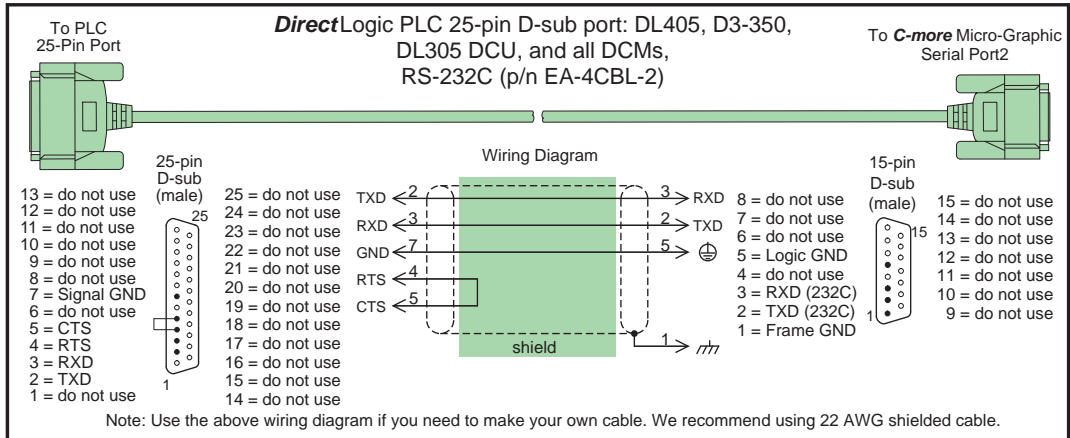 To PLC
25-Pin Port
DirectLogic PLC 25-pin D-sub port: DL405, D3-350,
DL305 DCU, and all DCMs,
RS-232C (p/n EA-4CBL-2)
To C-more Micro-Graphic
Serial Port2
Wiring Diagram
25-pin
D-sub
(male)
13 = do not use
12 = do not use
11 = do not use
10 = do not use
9 = do not use
8 = do not use
7 = Signal GND
6 = do not use
5 = CTS
4 = RTS
3 = RXD
2 = TXD
1 = do not use
25
1
25 = do not use
24 = do not use
23 = do not use
22 = do not use
21 = do not use
20 = do not use
19 = do not use
18 = do not use
17 = do not use
16 = do not use
15 = do not use
14 = do not use
TXD 2 3 RXD
RXD 3 2 TXD
GND 7 5
RTS 4
CTS 5
shield
1
8 = do not use
7 = do not use
6 = do not use
5 = Logic GND
4 = do not use
3 = RXD (232C)
2 = TXD (232C)
1 = Frame GND
15-pin
D-sub
(male)
15
1
15 = do not use
14 = do not use
13 = do not use
12 = do not use
11 = do not use
10 = do not use
9 = do not use
Note: Use the above wiring diagram if you need to make your own cable. We recommend using 22 AWG shielded cable.